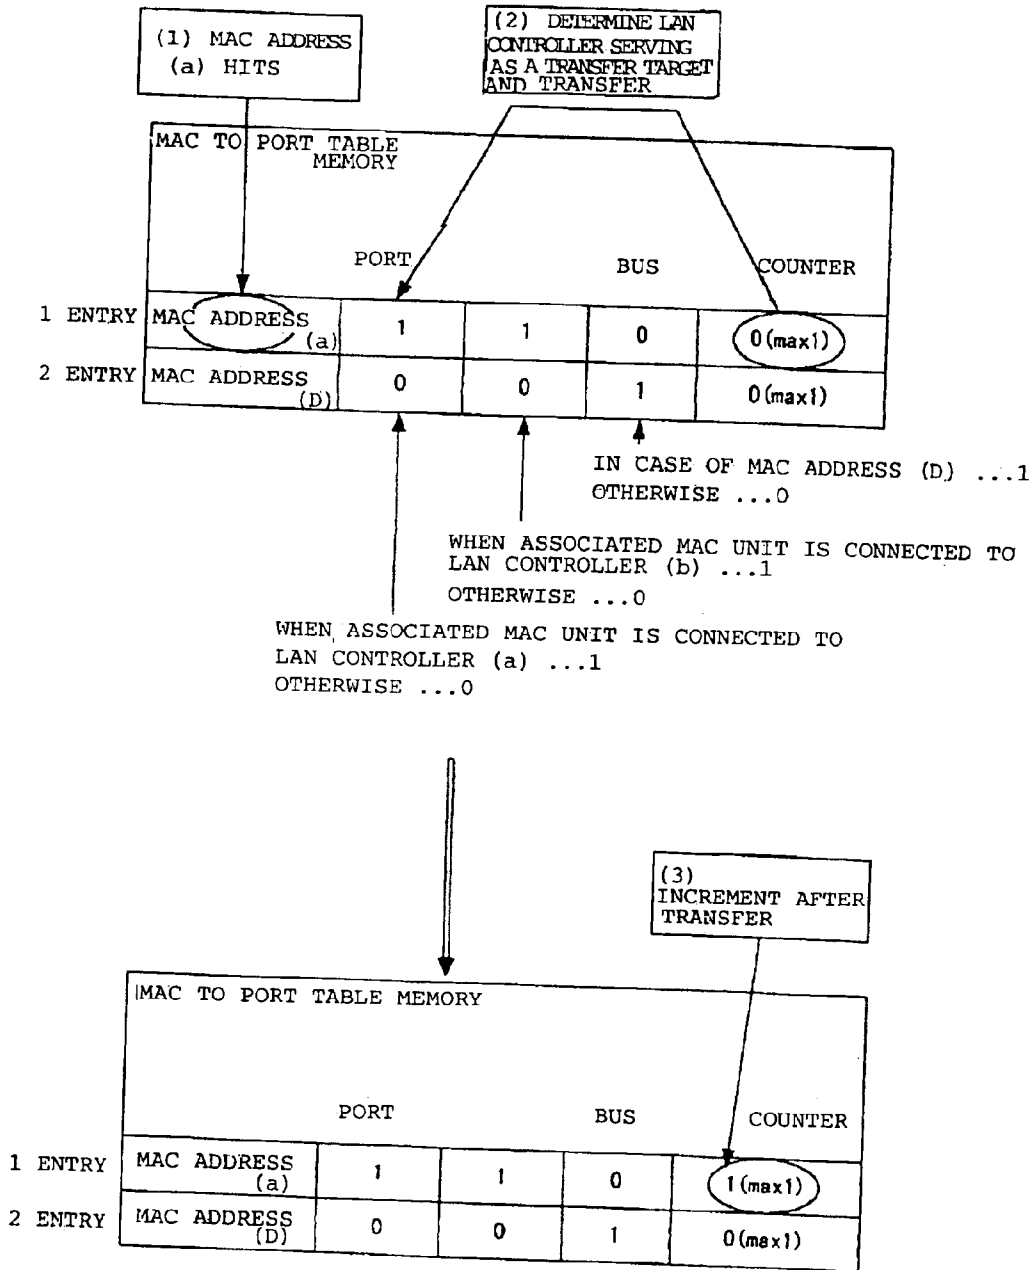 (1) MAC ADDRESS
(a) HITS
(2) DETERMINE LAN
CONTROLLER SERVING
AS A TRANSFER TARGET
AND TRANSFER
MAC TO PORT TABLE
MEMORY
PORT BUS COUNTER
1 ENTRY MAC ADDRESS (a) 1 1 0 0(max1)
2 ENTRY MAC ADDRESS (D) 0 0 1 0(max1)
IN CASE OF MAC ADDRESS (D) ...1
OTHERWISE ...0
WHEN ASSOCIATED MAC UNIT IS CONNECTED TO
LAN CONTROLLER (b) ...1
OTHERWISE ...0
WHEN ASSOCIATED MAC UNIT IS CONNECTED TO
LAN CONTROLLER (a) ...1
OTHERWISE ...0
(3)
INCREMENT AFTER
TRANSFER
MAC TO PORT TABLE MEMORY
PORT BUS COUNTER
1 ENTRY MAC ADDRESS (a) 1 1 0 1(max1)
2 ENTRY MAC ADDRESS (D) 0 0 1 0(max1)